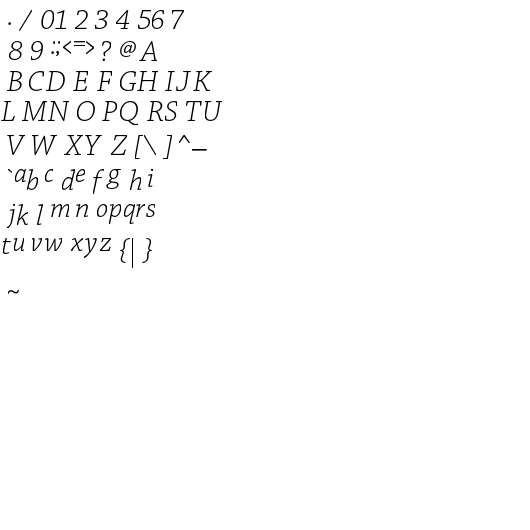 . / 01 2 3 4 56 7
8 9 :;<=> ? @ A
B CD E F GH IJK
L MN O PQ RS TU
V W XY Z [\ ] ^_
`ab c de f g h i
jk l m n opqrs
tu vw xyz {| }
~